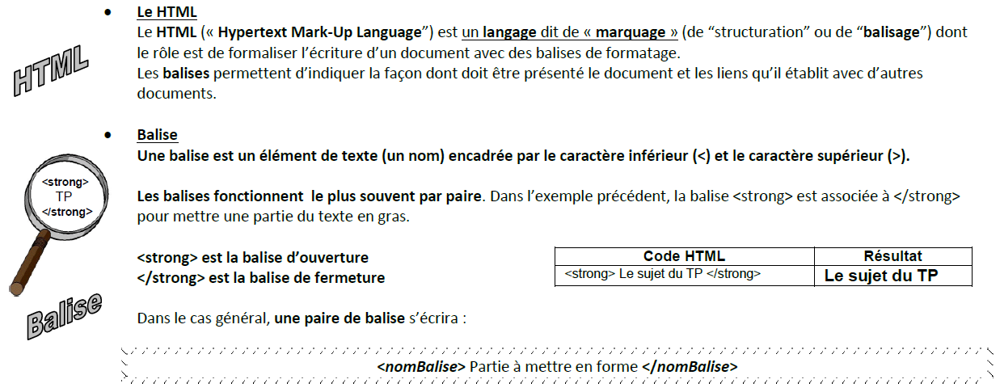 • Le HTML
Le HTML (« Hypertext Mark-Up Language”) est un langage dit de « marquage » (de “structuration” ou de “balisage”) dont
le rôle est de formaliser l’écriture d’un document avec des balises de formatage.
Les balises permettent d’indiquer la façon dont doit être présenté le document et les liens qu’il établit avec d’autres
documents.
HTML
• Balise
Une balise est un élément de texte (un nom) encadrée par le caractère inférieur (<) et le caractère supérieur (>).
<strong>
TP
</strong>
Les balises fonctionnent le plus souvent par paire. Dans l’exemple précédent, la balise <strong> est associée à </strong>
pour mettre une partie du texte en gras.
<strong> est la balise d’ouverture
</strong> est la balise de fermeture
Code HTML Résultat
<strong> Le sujet du TP </strong> Le sujet du TP
Balise
Dans le cas général, une paire de balise s’écrira :
<nomBalise> Partie à mettre en forme </nomBalise>